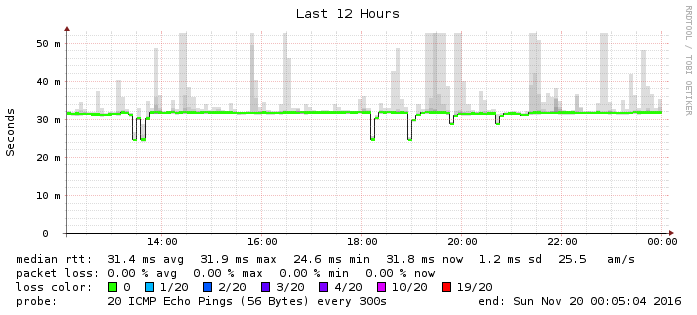 Last 12 Hours
RRDTOOL / TOBI OETIKER
Seconds
50 m
40 m
30 m
20 m
10 m
0
14:00 16:00 18:00 20:00 22:00 00:00
median rtt: 31.4 ms avg 31.9 ms max 24.6 ms min 31.8 ms now 1.2 ms sd 25.5 am/s
packet loss: 0.00 % avg 0.00 % max 0.00 % min 0.00 % now
loss color: 0 1/20 2/20 3/20 4/20 10/20 19/20
probe: 20 ICMP Echo Pings (56 Bytes) every 300s end: Sun Nov 20 00:05:04 2016